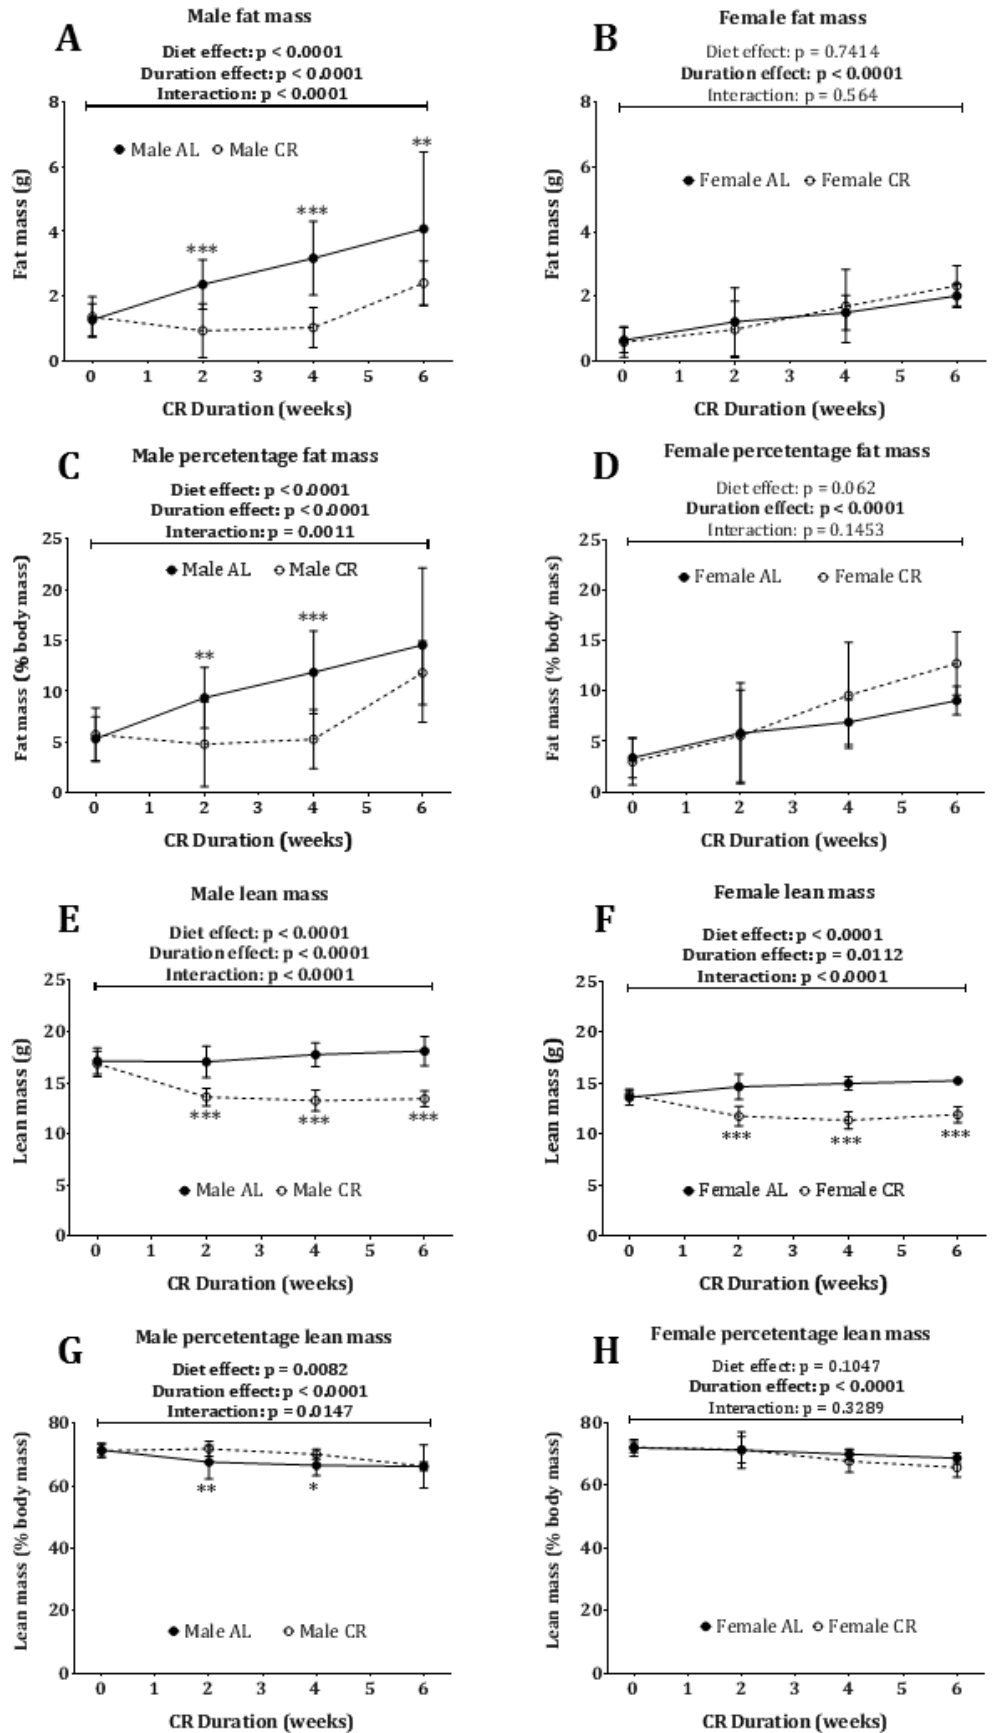 Male fat mass
A
Diet effect: p < 0.0001
Duration effect: p < 0.0001
Interaction: p < 0.0001
Male AL
Male CR
8
6
4
2
0
Fat mass (g)
***
***
**
0 1 2 3 4 5 6
CR Duration (weeks)
Female fat mass
B
Diet effect: p = 0.7414
Duration effect: p < 0.0001
Interaction: p = 0.564
Female AL
Female CR
8
6
4
2
0
Fat mass (g)
0 1 2 3 4 5 6
CR Duration (weeks)
Male percetentage fat mass
C
Diet effect: p < 0.0001
Duration effect: p < 0.0001
Interaction: p = 0.0011
Male AL
Male CR
25
20
15
10
5
0
Fat mass (% body mass)
**
***
0 1 2 3 4 5 6
CR Duration (weeks)
Female percetentage fat mass
D
Diet effect: p = 0.062
Duration effect: p < 0.0001
Interaction: p = 0.1453
Female AL
Female CR
25
20
15
10
5
0
Fat mass (% body mass)
0 1 2 3 4 5 6
CR Duration (weeks)
Male lean mass
E
Diet effect: p < 0.0001
Duration effect: p < 0.0001
Interaction: p < 0.0001
25
20
15
10
5
0
Lean mass (g)
***
***
***
Male AL
Male CR
0 1 2 3 4 5 6
CR Duration (weeks)
Female lean mass
F
Diet effect: p < 0.0001
Duration effect: p = 0.0112
Interaction: p < 0.0001
25
20
15
10
5
0
Lean mass (g)
***
***
***
Female AL
Female CR
0 1 2 3 4 5 6
CR Duration (weeks)
Male percetentage lean mass
G
Diet effect: p = 0.0082
Duration effect: p < 0.0001
Interaction: p = 0.0147
80
60
40
20
0
Lean mass (% body mass)
**
*
Male AL
Male CR
0 1 2 3 4 5 6
CR Duration (weeks)
Female percetentage lean mass
H
Diet effect: p = 0.1047
Duration effect: p < 0.0001
Interaction: p = 0.3289
80
60
40
20
0
Lean mass (% body mass)
Female AL
Female CR
0 1 2 3 4 5 6
CR Duration (weeks)